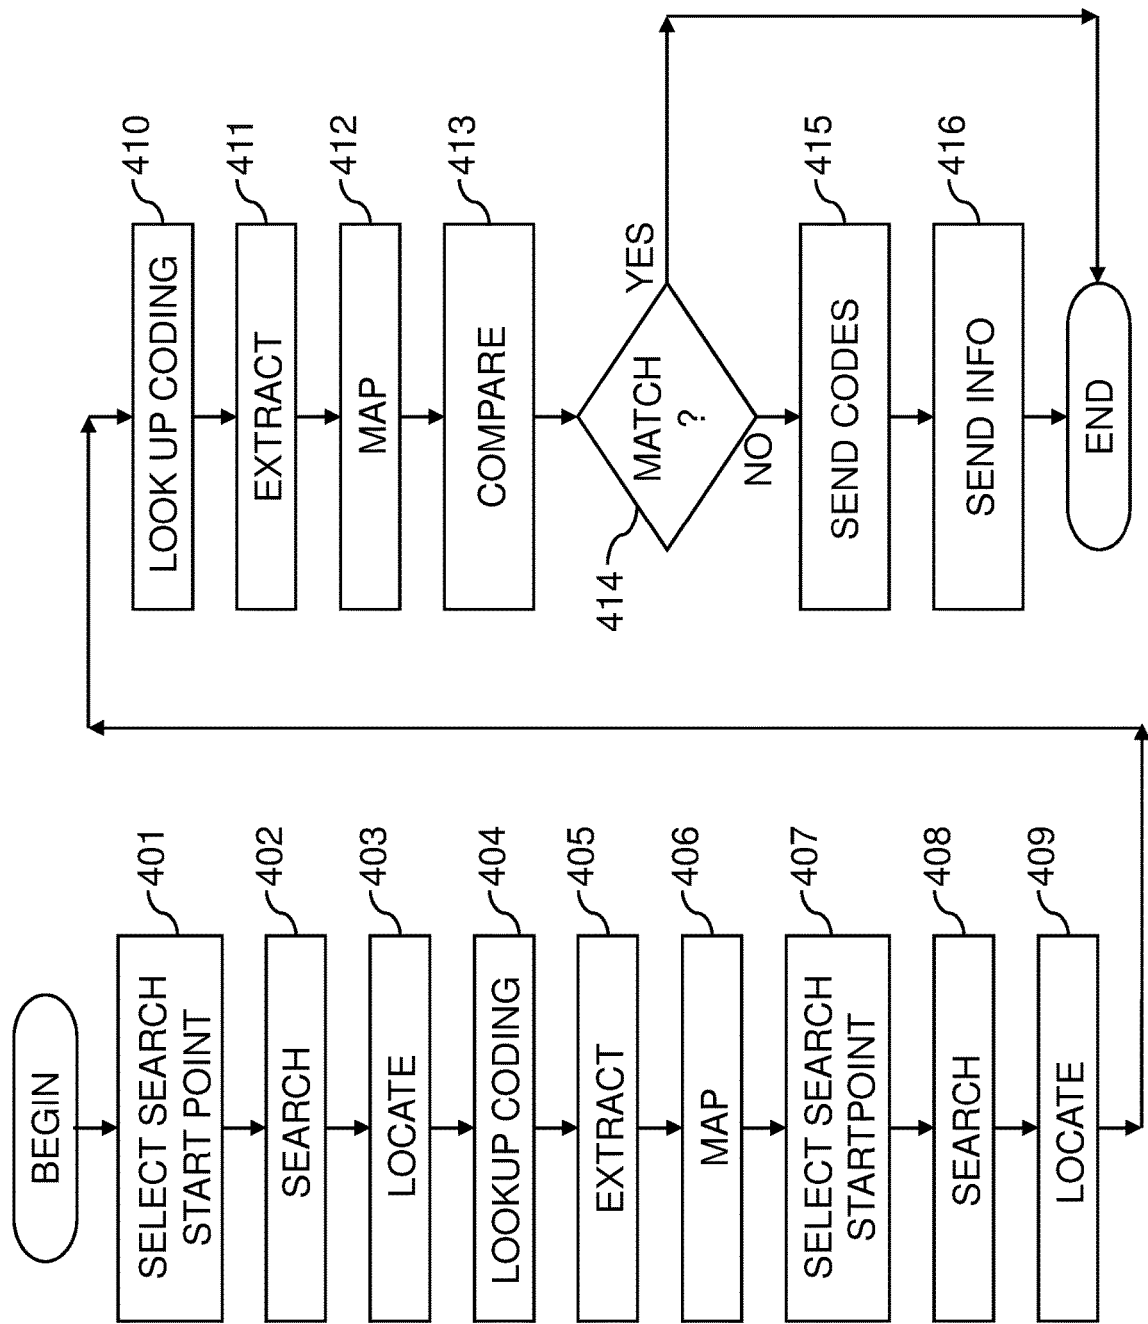 BEGIN
SELECT SEARCH
START POINT
401
SEARCH
402
LOCATE
403
LOOKUP CODING
404
EXTRACT
405
MAP
406
SELECT SEARCH
STARTPOINT
407
SEARCH
408
LOCATE
409
LOOK UP CODING
410
EXTRACT
411
MAP
412
COMPARE
413
MATCH
?
414
YES
NO
SEND CODES
415
SEND INFO
416
END